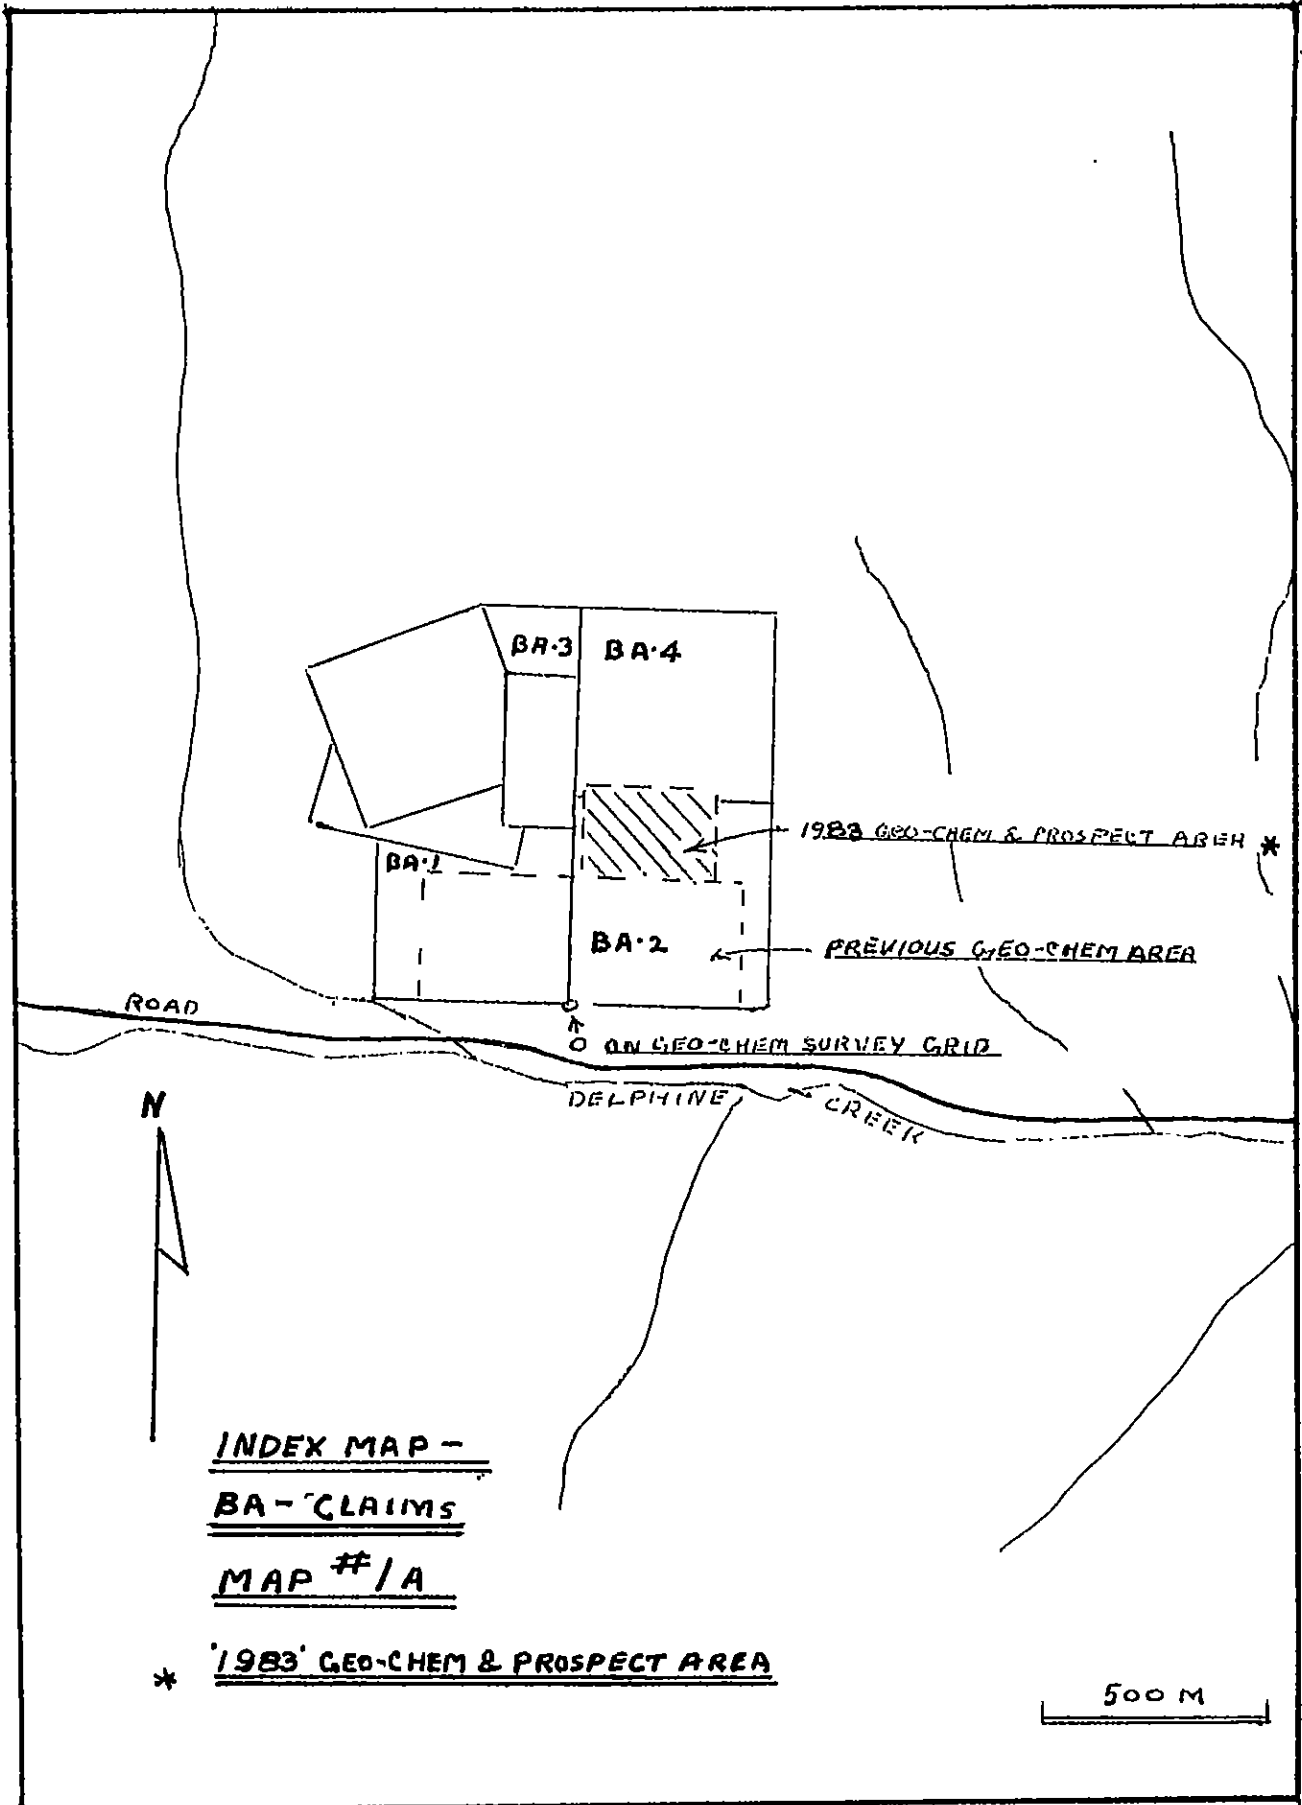 BA·3
BA·4
1983 GEO-CHEM & PROSPECT AREA *
BA·1
BA·2
PREVIOUS GEO-CHEM AREA
ROAD
O ON GEO-CHEM SURVEY GRID
DELPHINE CREEK
N
INDEX MAP -
BA - CLAIMS
MAP #1A
* '1983' GEO-CHEM & PROSPECT AREA
500 M